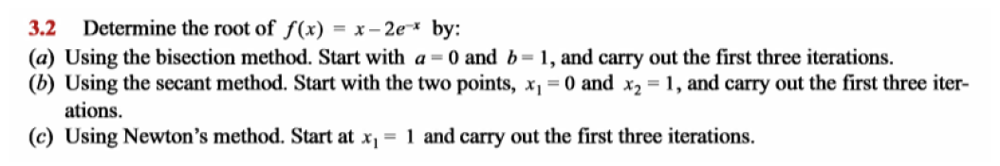 3.2 Determine the root of f(x) = x – 2e⁻ˣ by:
(a) Using the bisection method. Start with a = 0 and b = 1, and carry out the first three iterations.
(b) Using the secant method. Start with the two points, x₁ = 0 and x₂ = 1, and carry out the first three iter-
ations.
(c) Using Newton's method. Start at x₁ = 1 and carry out the first three iterations.